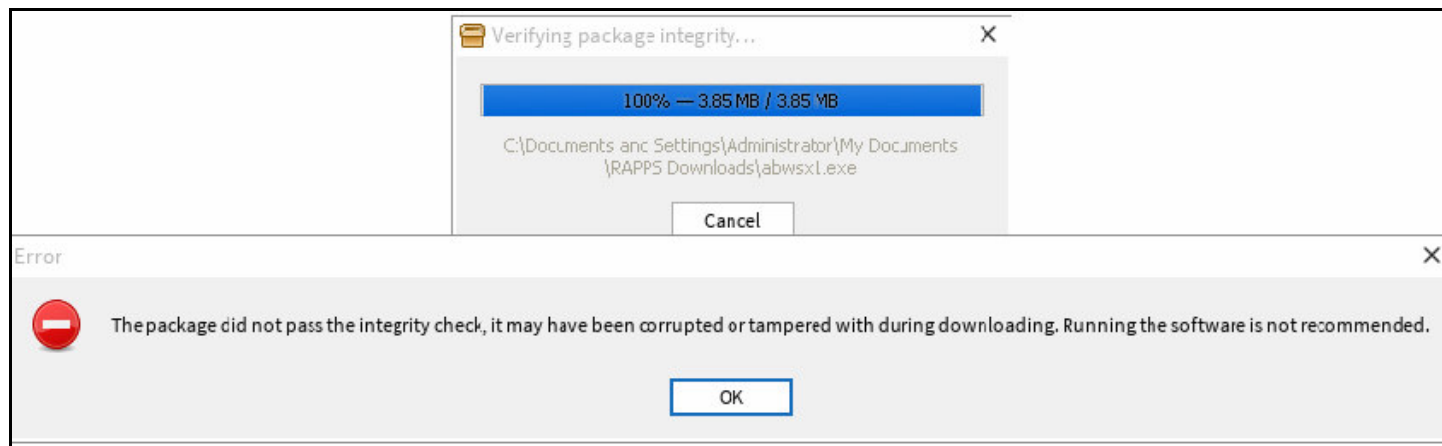 Verifying package integrity...
100% — 3.85 MB / 3.85 MB
C:\Documents and Settings\Administrator\My Documents
\RAPPS Downloads\abwsx1.exe
Cancel
Error
The package did not pass the integrity check, it may have been corrupted or tampered with during downloading. Running the software is not recommended.
OK